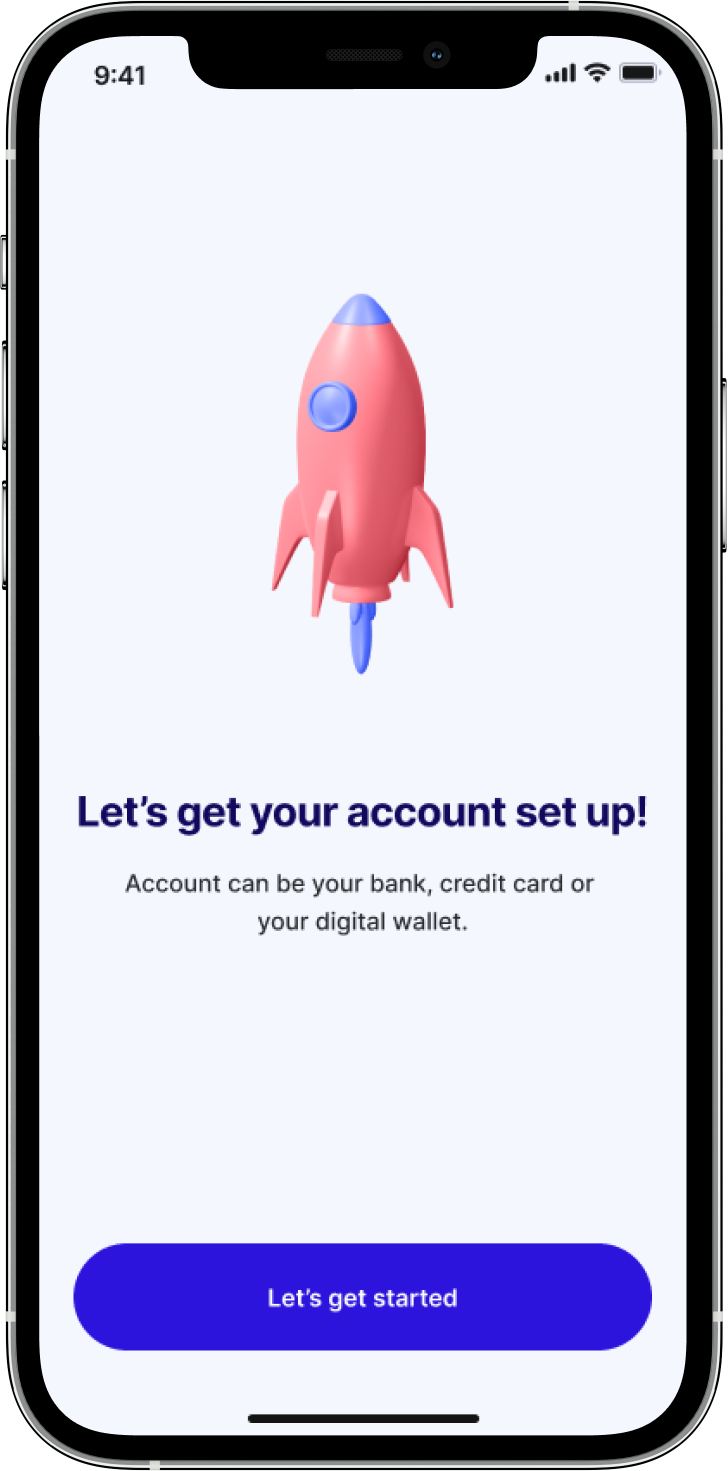 9:41
Let’s get your account set up!
Account can be your bank, credit card or
your digital wallet.
Let’s get started